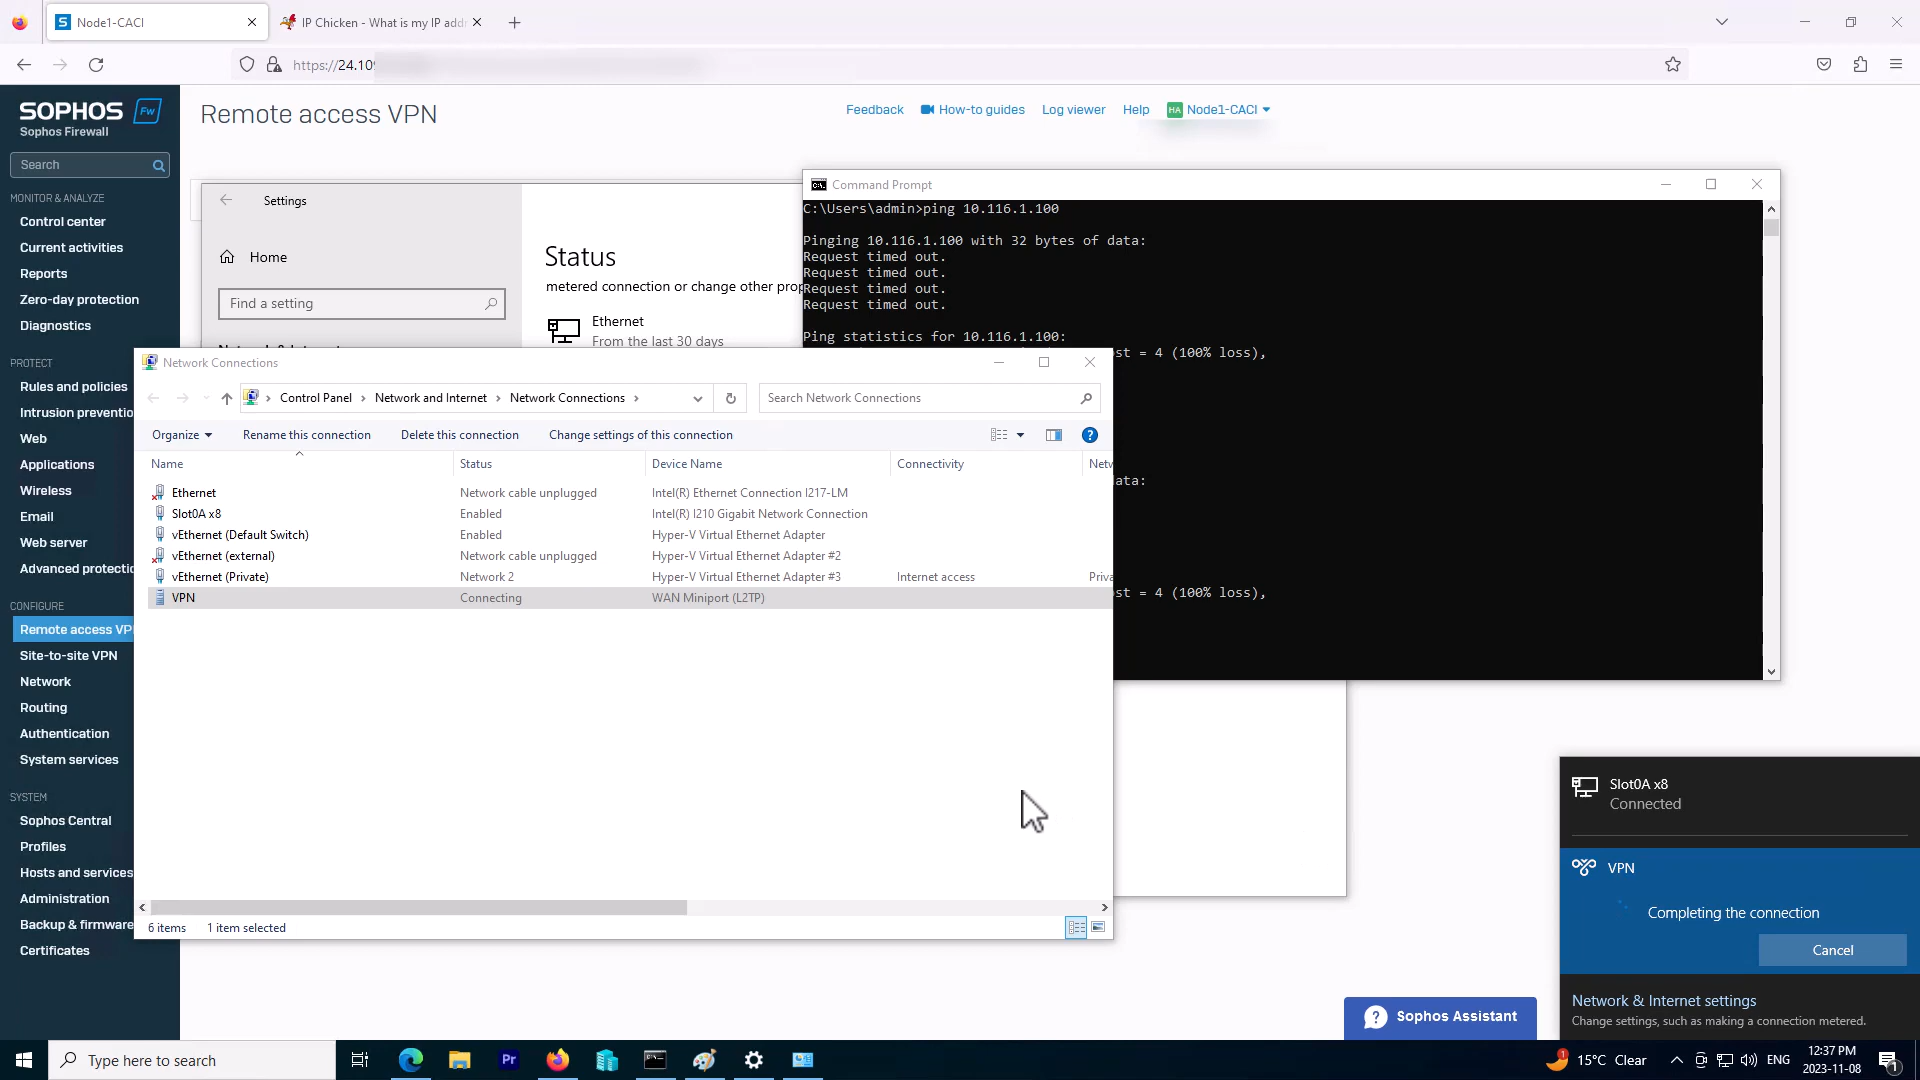 Node1-CACI
IP Chicken - What is my IP add
https://24.109
SOPHOS Fw
Sophos Firewall
Search
MONITOR & ANALYZE
Control center
Current activities
Reports
Zero-day protection
Diagnostics
PROTECT
Rules and policies
Intrusion preventio
Web
Applications
Wireless
Email
Web server
Advanced protectio
CONFIGURE
Remote access VP
Site-to-site VPN
Network
Routing
Authentication
System services
SYSTEM
Sophos Central
Profiles
Hosts and services
Administration
Backup & firmware
Certificates
Remote access VPN
Feedback
How-to guides
Log viewer
Help
HA Node1-CACI
Settings
Home
Find a setting
Status
metered connection or change other prop
Ethernet
From the last 30 days
Command Prompt
C:\Users\admin>ping 10.116.1.100
Pinging 10.116.1.100 with 32 bytes of data:
Request timed out.
Request timed out.
Request timed out.
Request timed out.
Ping statistics for 10.116.1.100:
st = 4 (100% loss),
ata:
st = 4 (100% loss),
Network Connections
Control Panel > Network and Internet > Network Connections >
Search Network Connections
Organize
Rename this connection
Delete this connection
Change settings of this connection
Name Status Device Name Connectivity Netw
Ethernet Network cable unplugged Intel(R) Ethernet Connection I217-LM
Slot0A x8 Enabled Intel(R) I210 Gigabit Network Connection
vEthernet (Default Switch) Enabled Hyper-V Virtual Ethernet Adapter
vEthernet (external) Network cable unplugged Hyper-V Virtual Ethernet Adapter #2
vEthernet (Private) Network 2 Hyper-V Virtual Ethernet Adapter #3 Internet access Priva
VPN Connecting WAN Miniport (L2TP)
6 items 1 item selected
Slot0A x8
Connected
VPN
Completing the connection
Cancel
Network & Internet settings
Change settings, such as making a connection metered.
? Sophos Assistant
Type here to search
Pr
1
15°C Clear
ENG
12:37 PM
2023-11-08
1